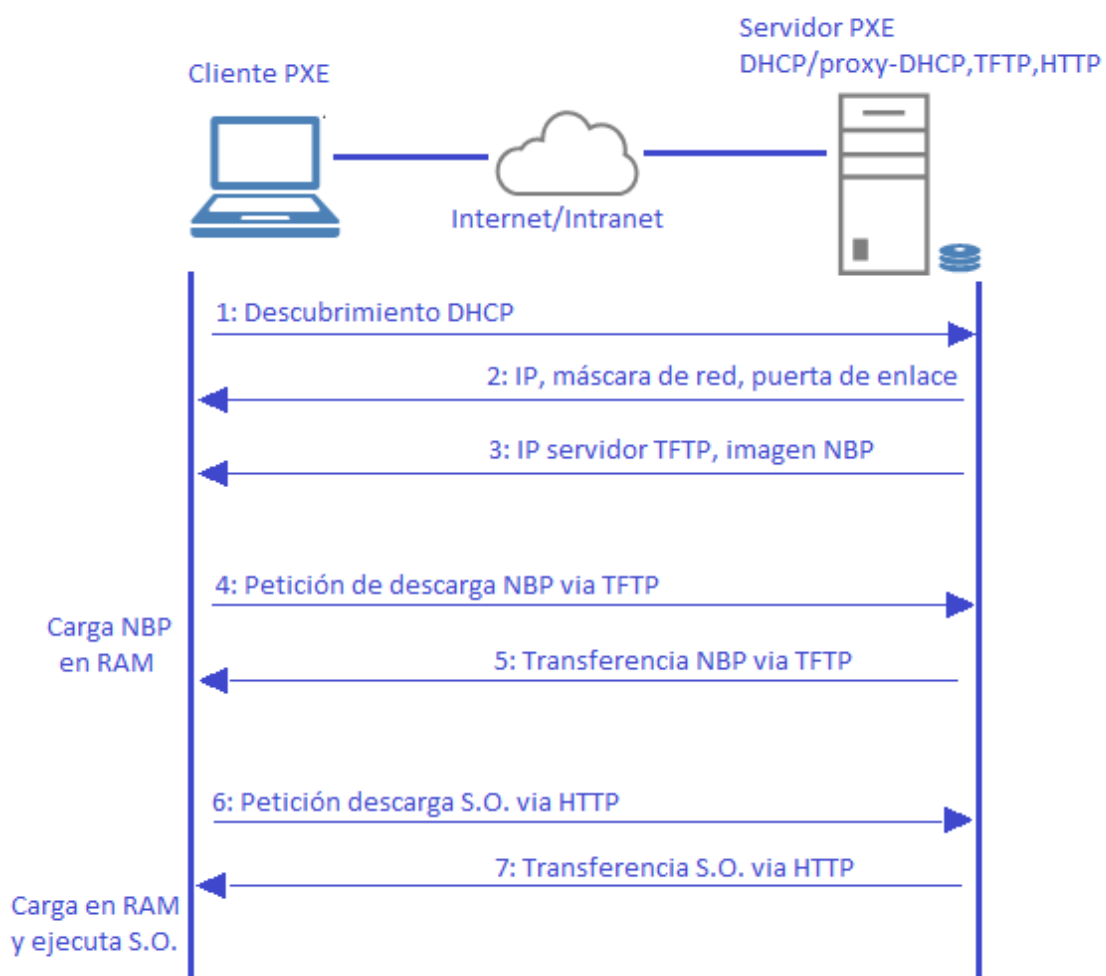 Servidor PXE
DHCP/proxy-DHCP,TFTP,HTTP
Cliente PXE
Internet/Intranet
1: Descubrimiento DHCP
2: IP, máscara de red, puerta de enlace
3: IP servidor TFTP, imagen NBP
4: Petición de descarga NBP via TFTP
Carga NBP
en RAM
5: Transferencia NBP via TFTP
6: Petición descarga S.O. via HTTP
7: Transferencia S.O. via HTTP
Carga en RAM
y ejecuta S.O.